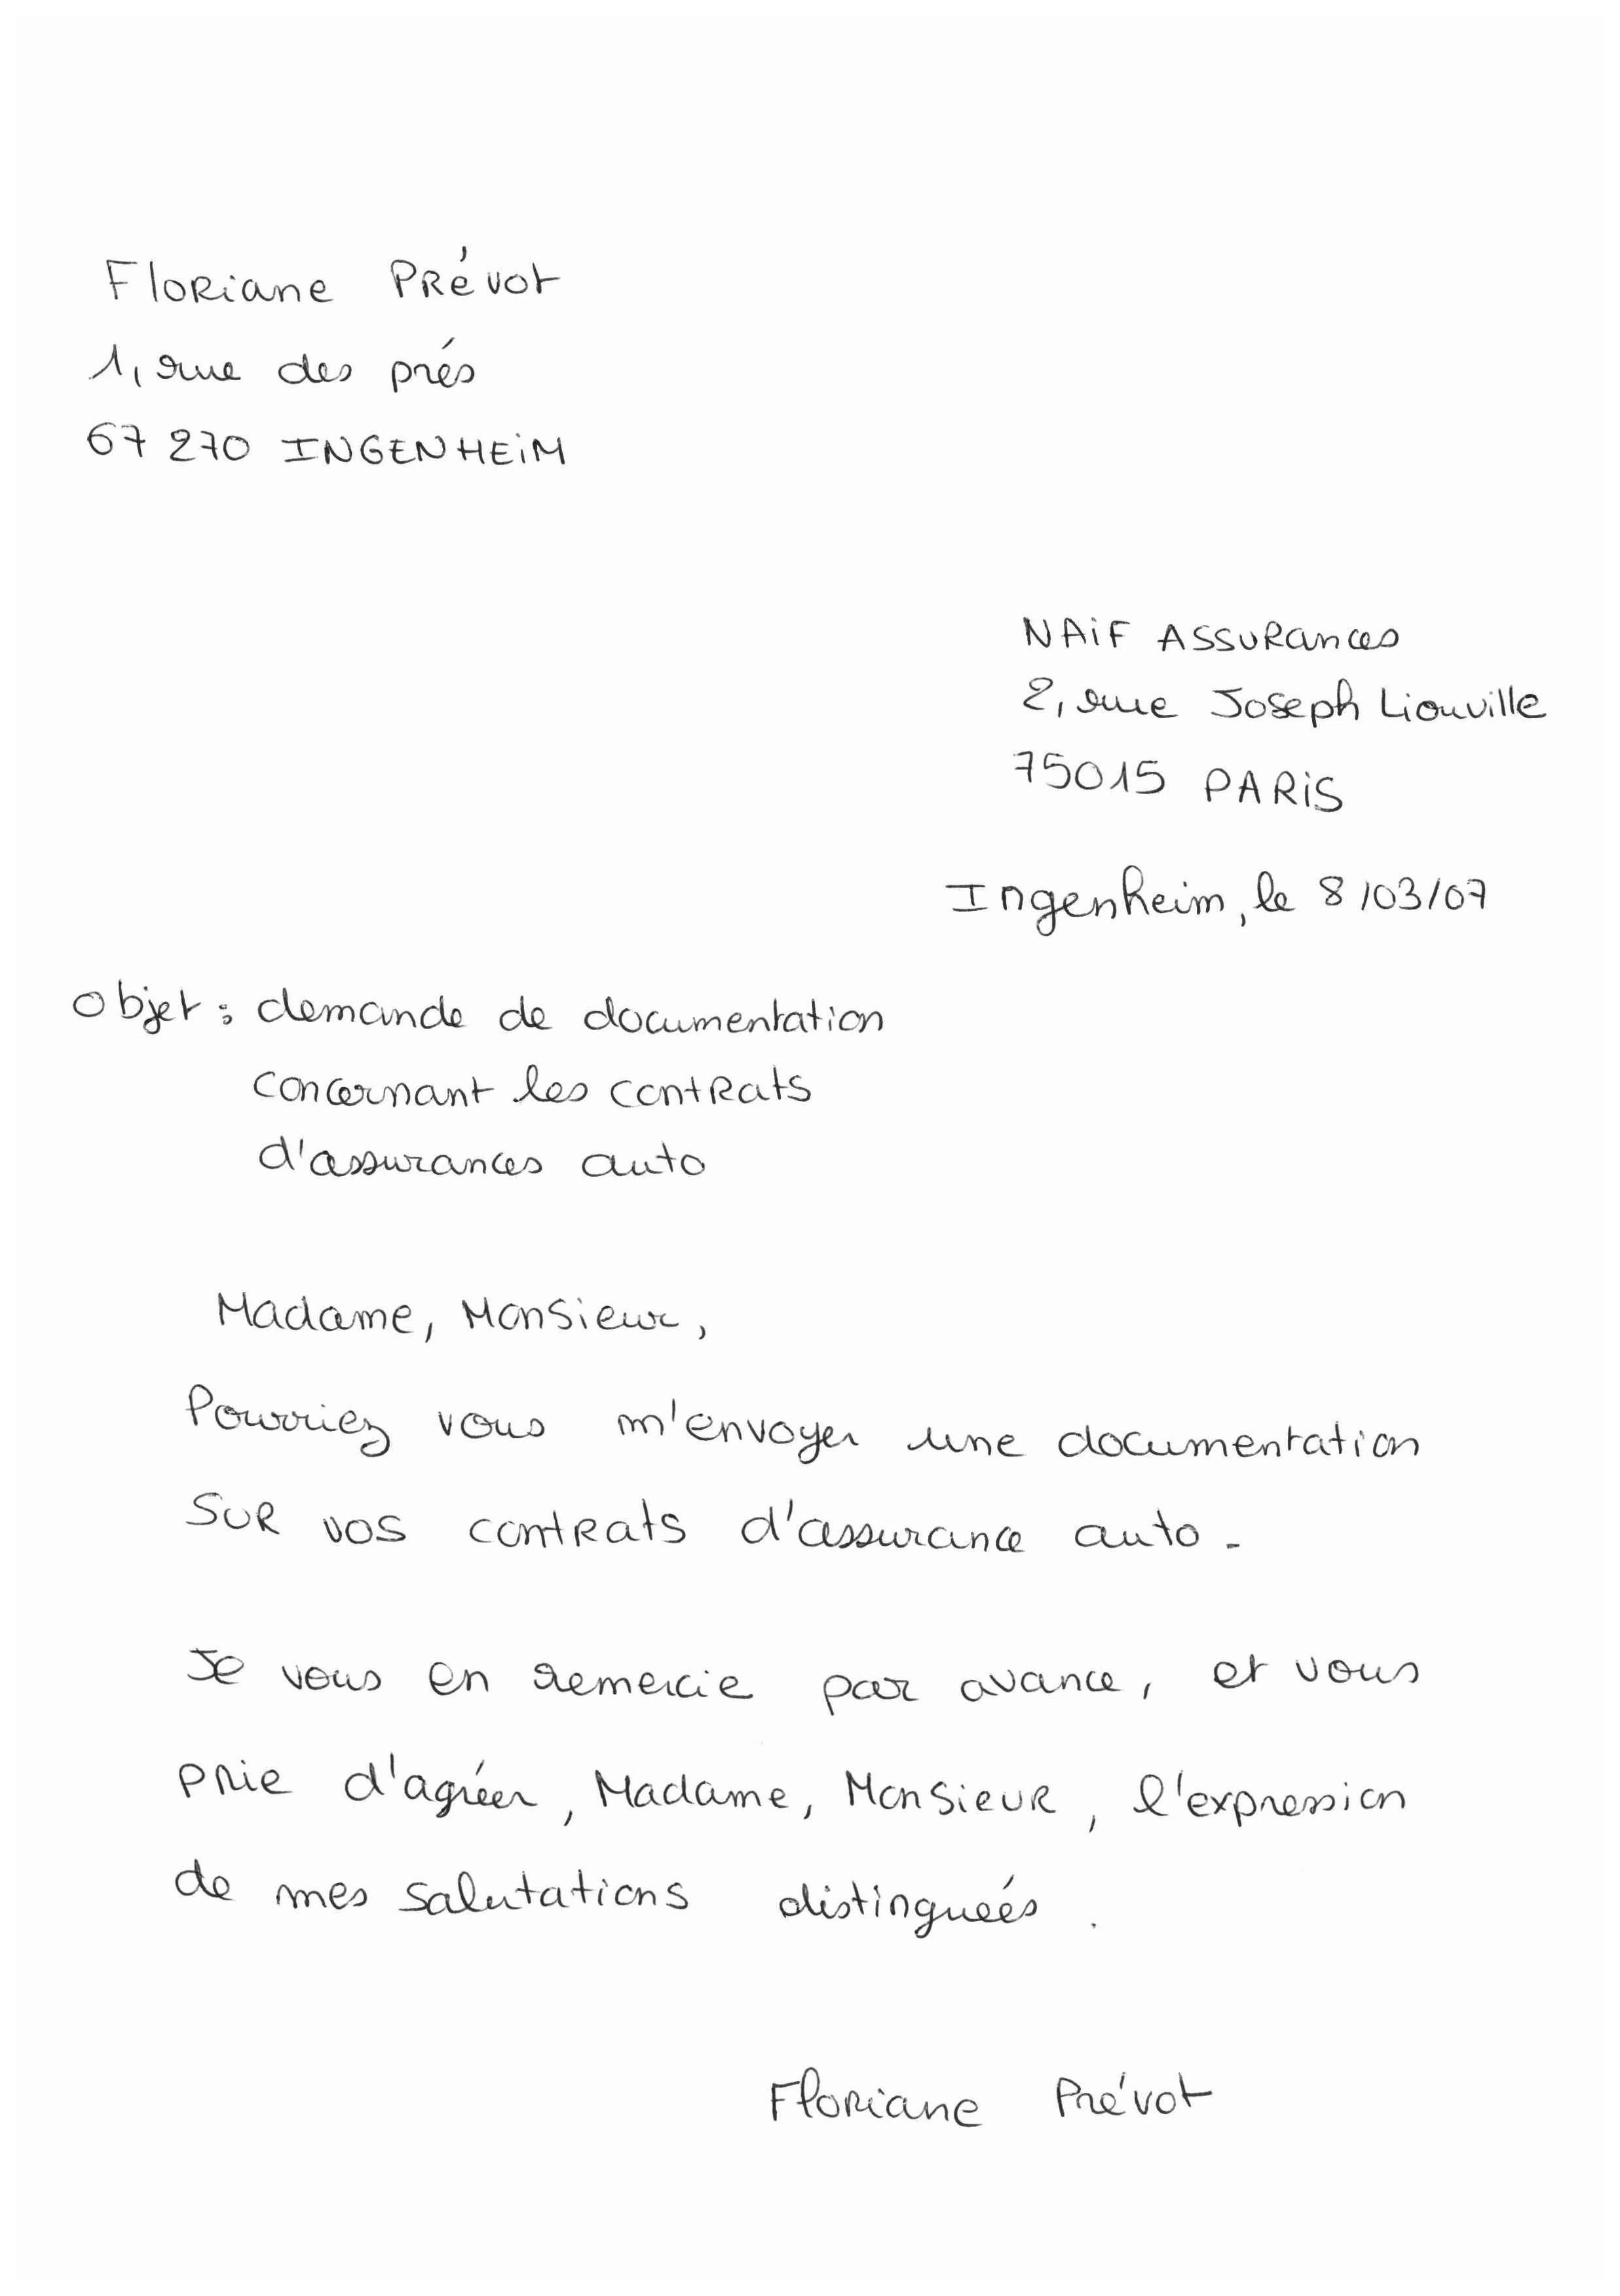 Floriane Prévot
1, rue des prés
67 270 INGENHEiM
NAiF ASSURances
2, rue Joseph Liouville
75015 PARiS
Ingenheim, le 8/03/07
Objet : demande de documentation
concernant les contrats
d'assurances auto
Madame, Monsieur,
Pourriez vous m'envoyer une documentation
sur vos contrats d'assurance auto.
Je vous en remercie par avance, et vous
prie d'agréer, Madame, Monsieur, l'expression
de mes salutations distinguées.
Floriane Prévot